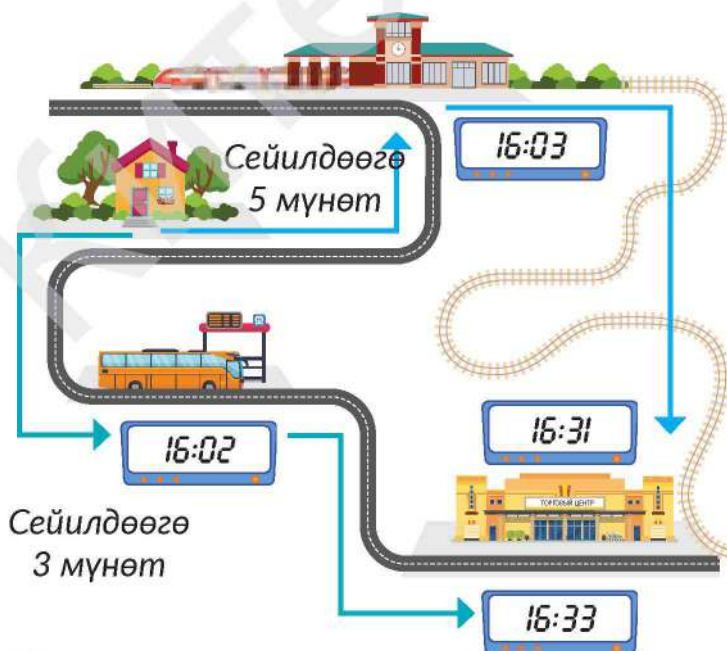 16:03
Сейилдөөгө
5 мүнөт
16:02
16:31
ТОРГОВЫЙ ЦЕНТР
Сейилдөөгө
3 мүнөт
16:33